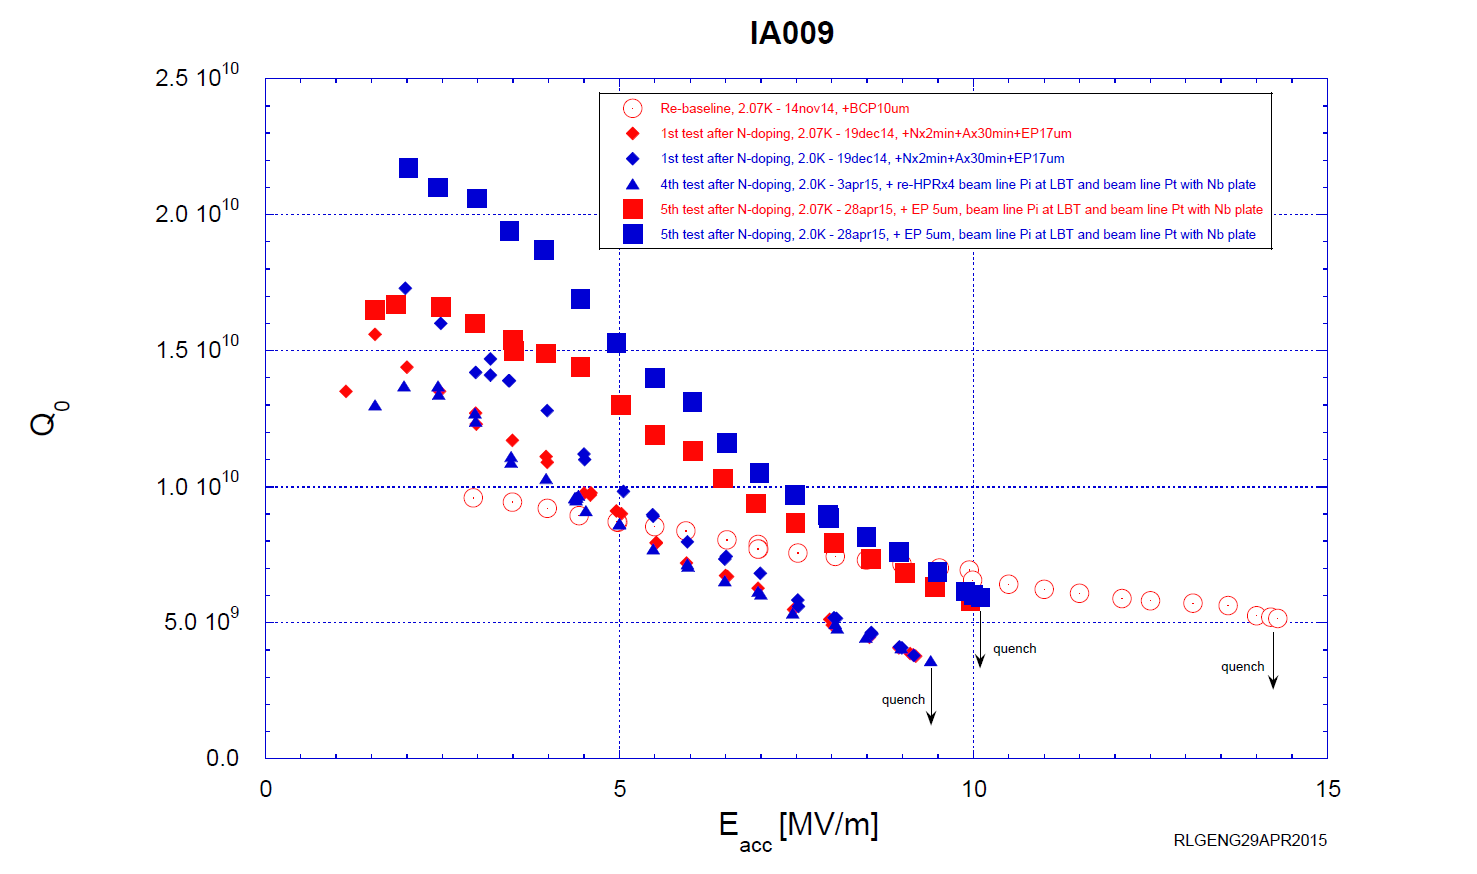 IA009
2.5 10^10
2.0 10^10
1.5 10^10
1.0 10^10
5.0 10^9
0.0
Q_0
Re-baseline, 2.07K - 14nov14, +BCP10um
1st test after N-doping, 2.07K - 19dec14, +Nx2min+Ax30min+EP17um
1st test after N-doping, 2.0K - 19dec14, +Nx2min+Ax30min+EP17um
4th test after N-doping, 2.0K - 3apr15, + re-HPRx4 beam line Pi at LBT and beam line Pt with Nb plate
5th test after N-doping, 2.07K - 28apr15, + EP 5um, beam line Pi at LBT and beam line Pt with Nb plate
5th test after N-doping, 2.0K - 28apr15, + EP 5um, beam line Pi at LBT and beam line Pt with Nb plate
quench
quench
quench
0 5 10 15
E_acc [MV/m]
RLGENG29APR2015